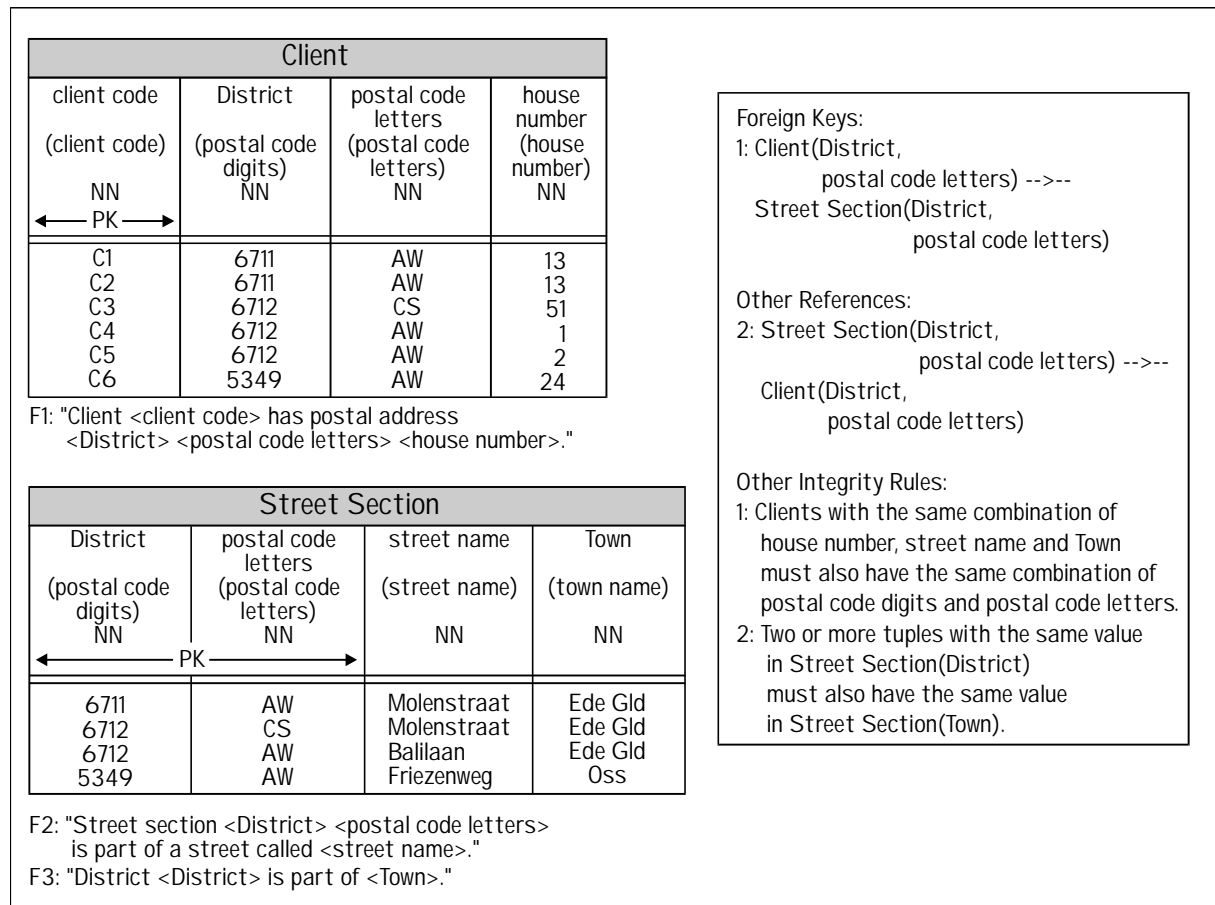 Client
client code District postal code letters house number
(client code) (postal code digits) (postal code letters) (house number)
NN NN NN NN
PK
C1 6711 AW 13
C2 6711 AW 13
C3 6712 CS 51
C4 6712 AW 1
C5 6712 AW 2
C6 5349 AW 24
F1: "Client <client code> has postal address
<District> <postal code letters> <house number>."
Street Section
District postal code letters street name Town
(postal code digits) (postal code letters) (street name) (town name)
NN NN NN NN
PK
6711 AW Molenstraat Ede Gld
6712 CS Molenstraat Ede Gld
6712 AW Balilaan Ede Gld
5349 AW Friezenweg Oss
F2: "Street section <District> <postal code letters>
is part of a street called <street name>."
F3: "District <District> is part of <Town>."
Foreign Keys:
1: Client(District,
postal code letters) -->--
Street Section(District,
postal code letters)
Other References:
2: Street Section(District,
postal code letters) -->--
Client(District,
postal code letters)
Other Integrity Rules:
1: Clients with the same combination of
house number, street name and Town
must also have the same combination of
postal code digits and postal code letters.
2: Two or more tuples with the same value
in Street Section(District)
must also have the same value
in Street Section(Town).